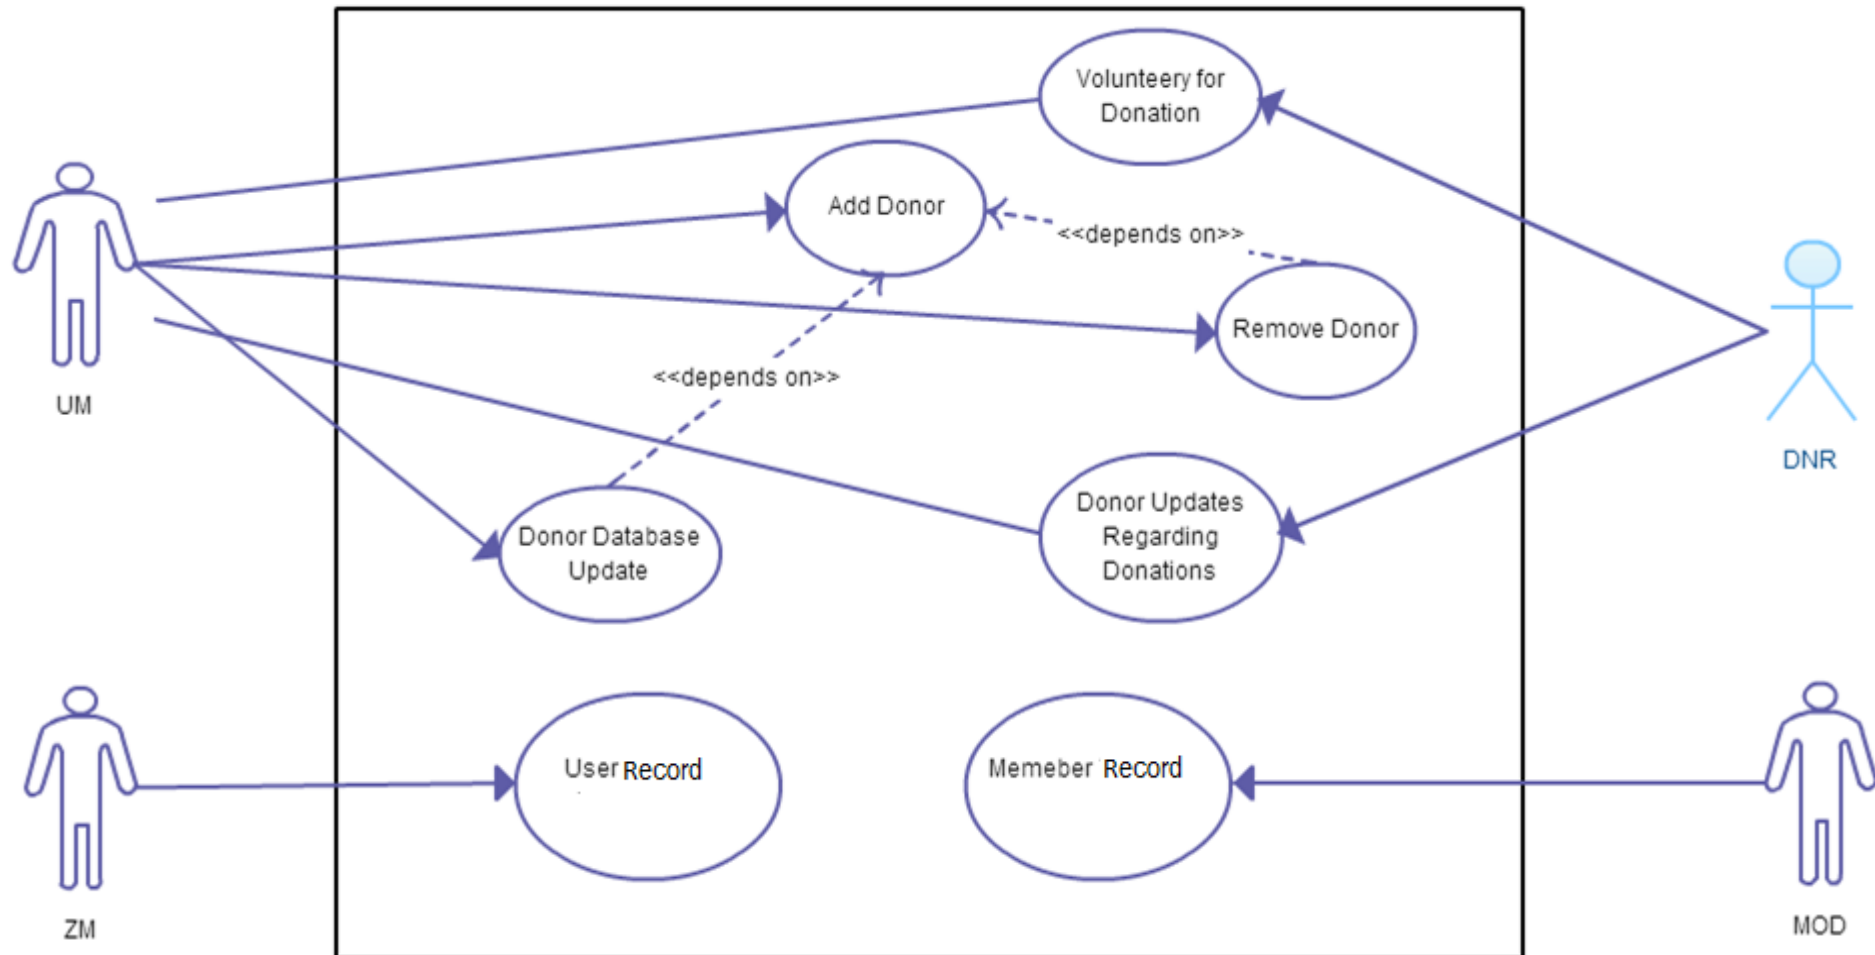 Volunteery for
Donation
Add Donor
<<depends on>>
Remove Donor
<<depends on>>
UM
DNR
Donor Database
Update
Donor Updates
Regarding
Donations
User Record
Memeber Record
ZM
MOD